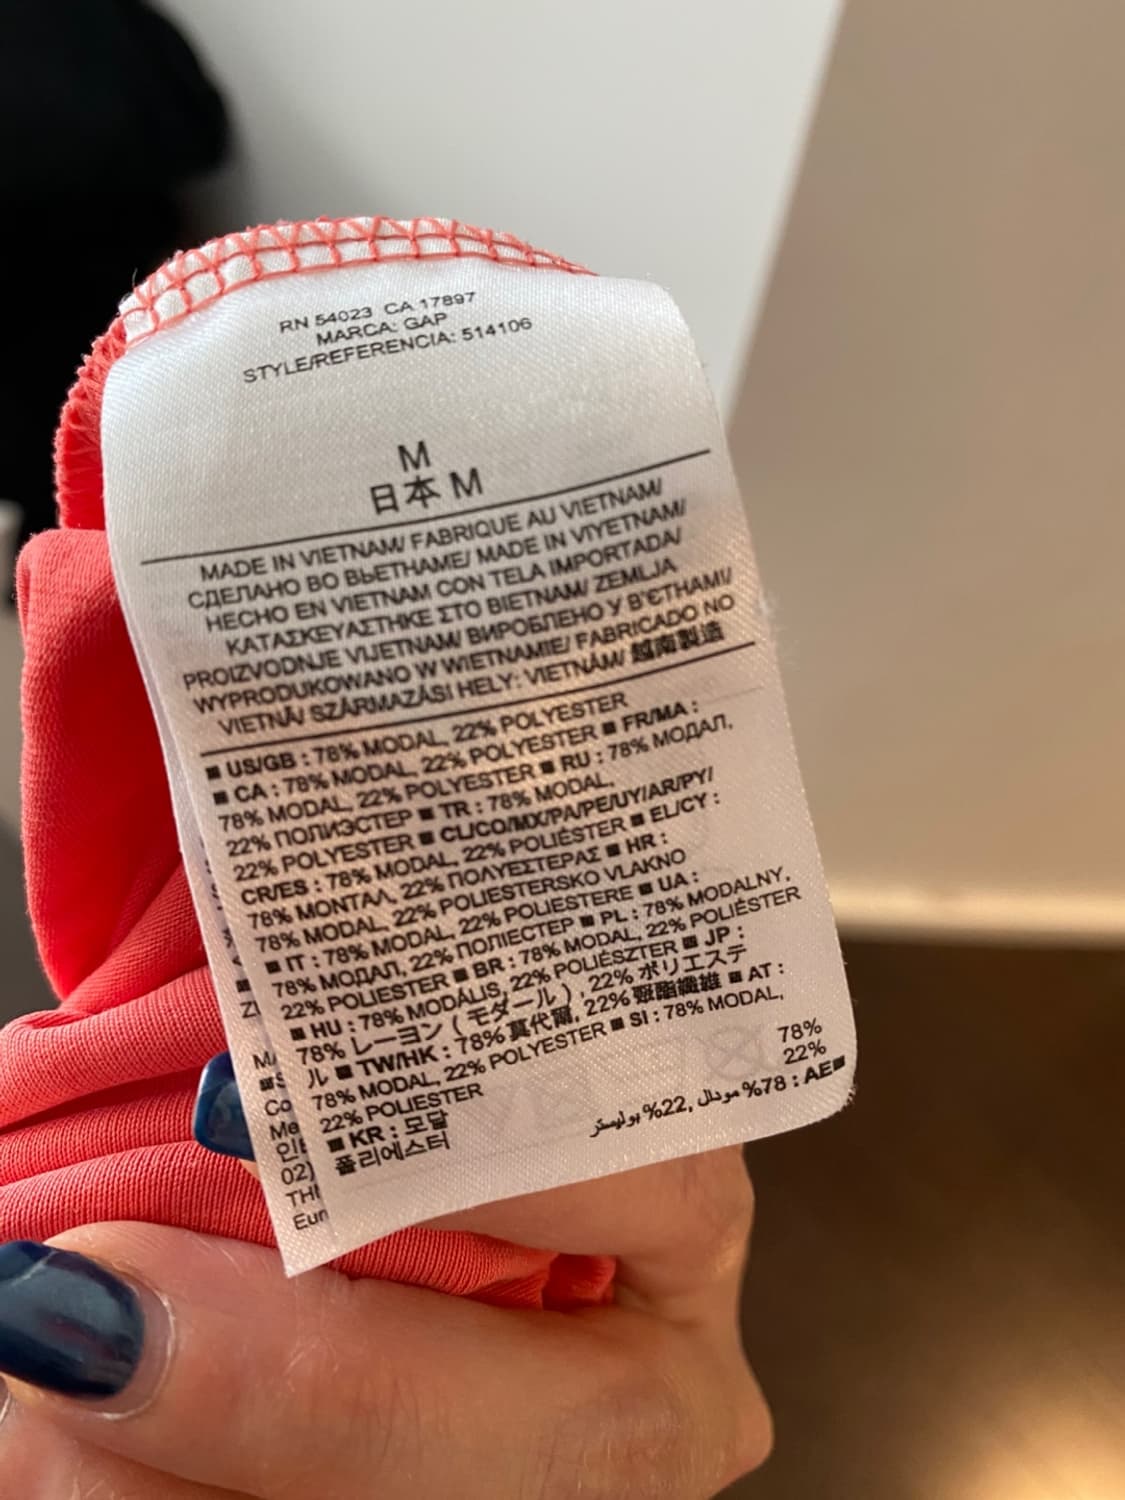 RN 54023 CA 17897
MARCA: GAP
STYLE/REFERENCIA: 514106
M
日本 M
MADE IN VIETNAM/ FABRIQUE AU VIETNAM/
СДЕЛАНО ВО ВЬЕТНАМЕ/ MADE IN VIYETNAM/
HECHO EN VIETNAM CON TELA IMPORTADA/
ΚΑΤΑΣΚΕΥΑΣΤΗΚΕ ΣΤΟ ΒΙΕΤΝΑΜ/ ZEMLJA
PROIZVODNJE VIJETNAM/ ВИРОБЛЕНО У В'ЄТНАМІ/
WYPRODUKOWANO W WIETNAMIE/ FABRICADO NO
VIETNÃ/ SZÁRMAZÁSI HELY: VIETNÁM/ 越南製造
■ US/GB : 78% MODAL, 22% POLYESTER
■ CA : 78% MODAL, 22% POLYESTER ■ FR/MA :
78% MODAL, 22% POLYESTER ■ RU : 78% МОДАЛ,
22% ПОЛИЭСТЕР ■ TR : 78% MODAL,
22% POLYESTER ■ CL/CO/MX/PA/PE/UY/AR/PY/
CR/ES : 78% MODAL, 22% POLIÉSTER ■ EL/CY :
78% ΜΟΝΤΑΛ, 22% ΠΟΛΥΕΣΤΕΡΑΣ ■ HR :
78% MODAL, 22% POLIESTERSKO VLAKNO
■ IT : 78% MODAL, 22% POLIESTERE ■ UA :
78% МОДАЛ, 22% ПОЛІЕСТЕР ■ PL : 78% MODALNY,
22% POLIESTER ■ BR : 78% MODAL, 22% POLIÉSTER
■ HU : 78% MODÁLIS, 22% POLIÉSZTER ■ JP :
78% レーヨン ( モダール ) , 22% ポリエステ
ル ■ TW/HK : 78% 莫代爾, 22% 聚酯纖維 ■ AT :
78% MODAL, 22% POLYESTER ■ SI : 78% MODAL,
22% POLIESTER
■ KR : 모달 78%
폴리에스터 22%
■AE : 78% مودال, 22% بوليستر
Co
Me
02)
Eur